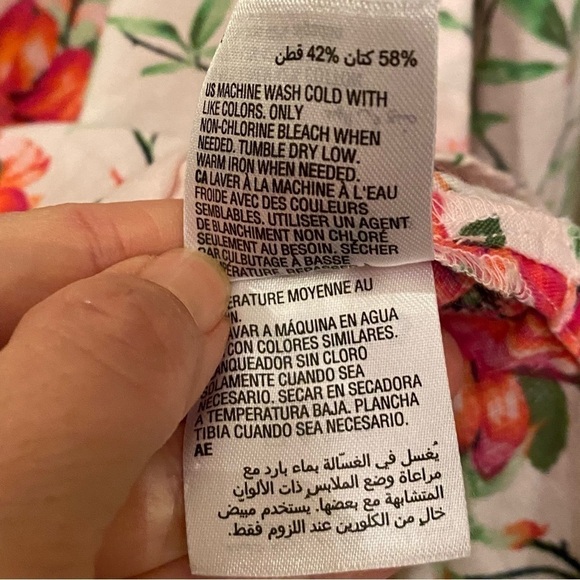 58% كتان 42% قطن
US MACHINE WASH COLD WITH
LIKE COLORS. ONLY
NON-CHLORINE BLEACH WHEN
NEEDED. TUMBLE DRY LOW.
WARM IRON WHEN NEEDED.
CA LAVER À LA MACHINE À L'EAU
FROIDE AVEC DES COULEURS
SEMBLABLES. UTILISER UN AGENT
DE BLANCHIMENT NON CHLORÉ
SEULEMENT AU BESOIN. SÉCHER
PAR CULBUTAGE À BASSE
MOYENNE AU
A MÁQUINA EN AGUA
CON COLORES SIMILARES.
SIN CLORO
SOLAMENTE CUANDO SEA
NECESARIO. SECAR EN SECADORA
A TEMPERATURA BAJA. PLANCHA
TIBIA CUANDO SEA NECESARIO.
AE
يُغسل في الغسّالة بماء بارد مع
مراعاة وضع الملابس ذات الألوان
المتشابهة مع بعضها. يستخدم مبيض
خالٍ من الكلورين عند اللزوم فقط.